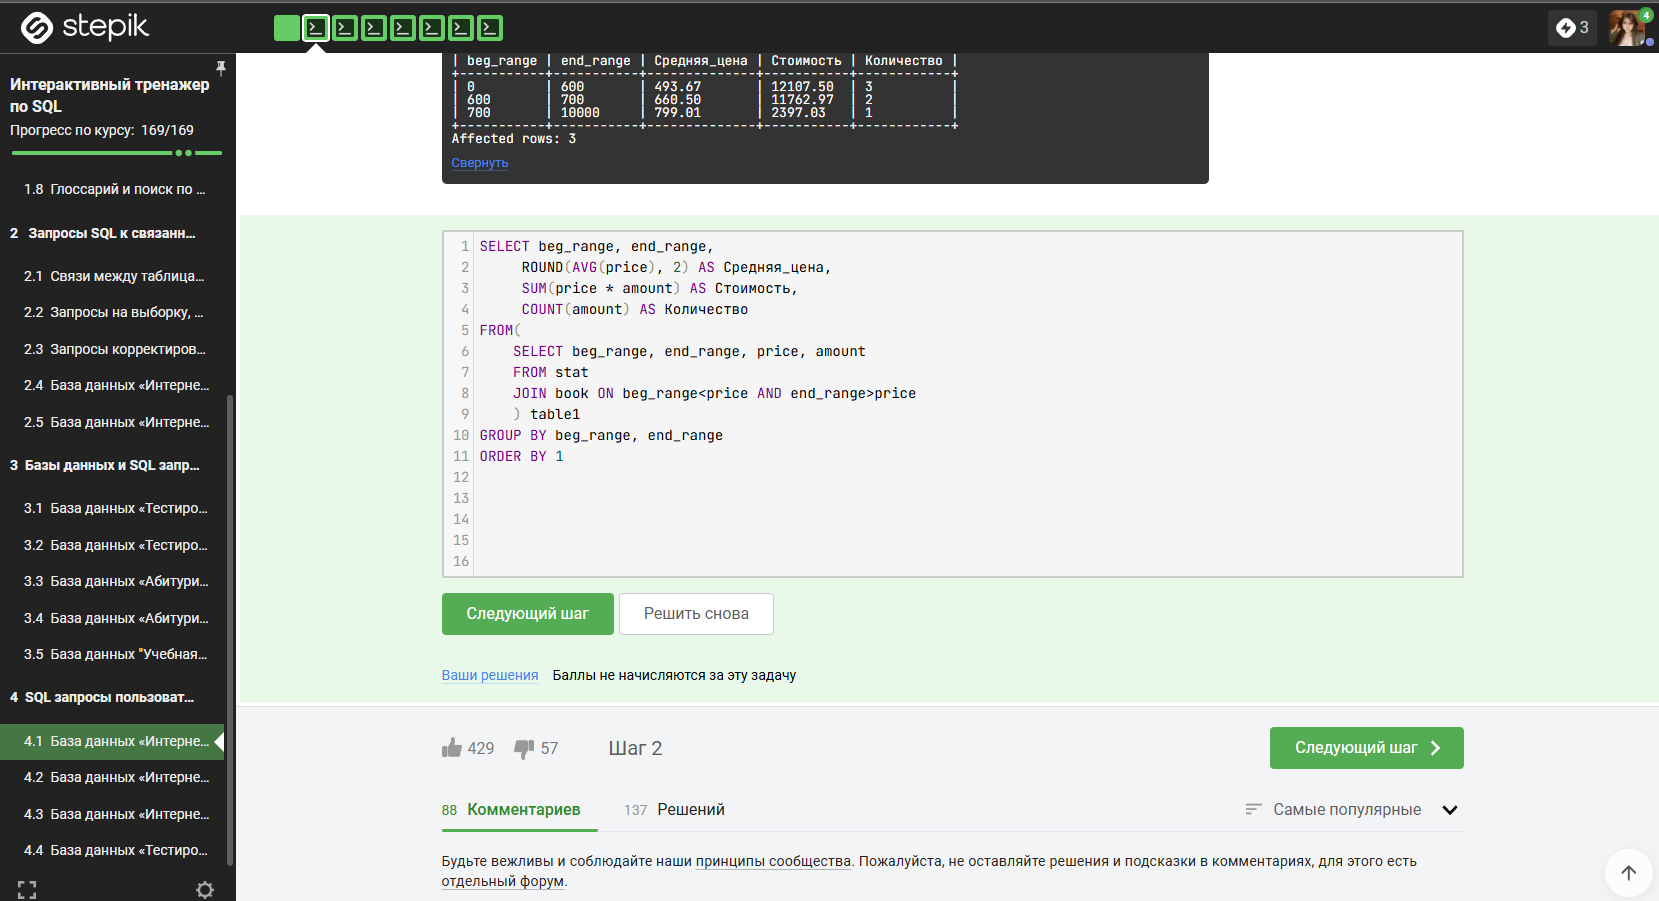 stepik
3
4
Интерактивный тренажер
по SQL
Прогресс по курсу: 169/169
1.8 Глоссарий и поиск по ...
2 Запросы SQL к связанн...
2.1 Связи между таблица...
2.2 Запросы на выборку, ...
2.3 Запросы корректиров...
2.4 База данных «Интерне...
2.5 База данных «Интерне...
3 Базы данных и SQL запр...
3.1 База данных «Тестиро...
3.2 База данных «Тестиро...
3.3 База данных «Абитури...
3.4 База данных «Абитури...
3.5 База данных "Учебная...
4 SQL запросы пользоват...
4.1 База данных «Интерне...
4.2 База данных «Интерне...
4.3 База данных «Интерне...
4.4 База данных «Тестиро...
| beg_range | end_range | Средняя_цена | Стоимость | Количество |
+-----------+-----------+--------------+-----------+------------+
| 0         | 600       | 493.67       | 12107.50  | 3          |
| 600       | 700       | 660.50       | 11762.97  | 2          |
| 700       | 10000     | 799.01       | 2397.03   | 1          |
+-----------+-----------+--------------+-----------+------------+
Affected rows: 3
Свернуть
1 SELECT beg_range, end_range,
2      ROUND(AVG(price), 2) AS Средняя_цена,
3      SUM(price * amount) AS Стоимость,
4      COUNT(amount) AS Количество
5 FROM(
6     SELECT beg_range, end_range, price, amount
7     FROM stat
8     JOIN book ON beg_range<price AND end_range>price
9     ) table1
10 GROUP BY beg_range, end_range
11 ORDER BY 1
12
13
14
15
16
Следующий шаг Решить снова
Ваши решения Баллы не начисляются за эту задачу
429 57 Шаг 2 Следующий шаг
88 Комментариев 137 Решений Самые популярные
Будьте вежливы и соблюдайте наши принципы сообщества. Пожалуйста, не оставляйте решения и подсказки в комментариях, для этого есть
отдельный форум.